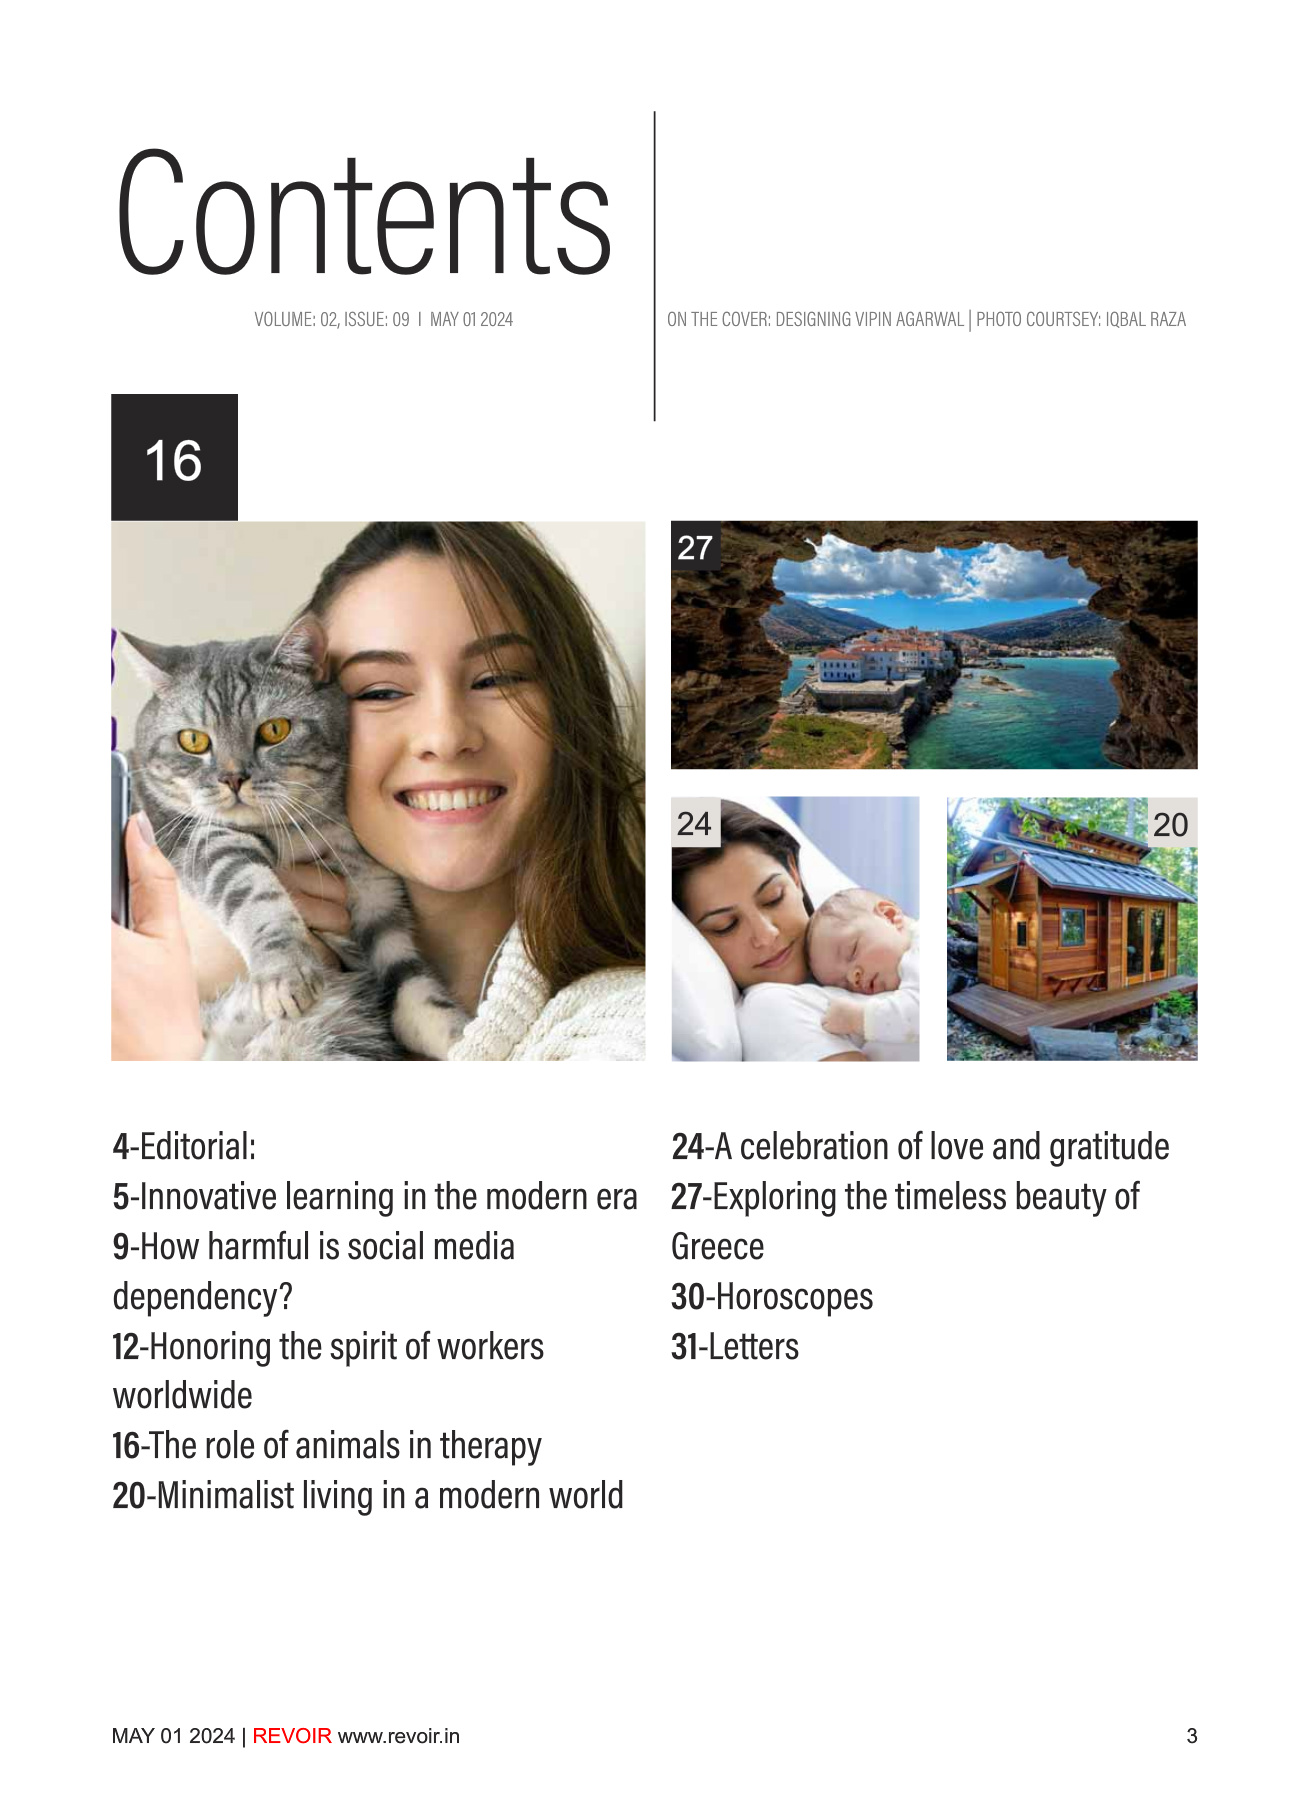 Contents
VOLUME: 02, ISSUE: 09 I MAY 01 2024
ON THE COVER: DESIGNING VIPIN AGARWAL | PHOTO COURTSEY: IQBAL RAZA
16
27
24
20
4-Editorial:
5-Innovative learning in the modern era
9-How harmful is social media
dependency?
12-Honoring the spirit of workers
worldwide
16-The role of animals in therapy
20-Minimalist living in a modern world
24-A celebration of love and gratitude
27-Exploring the timeless beauty of
Greece
30-Horoscopes
31-Letters
MAY 01 2024 | REVOIR www.revoir.in
3